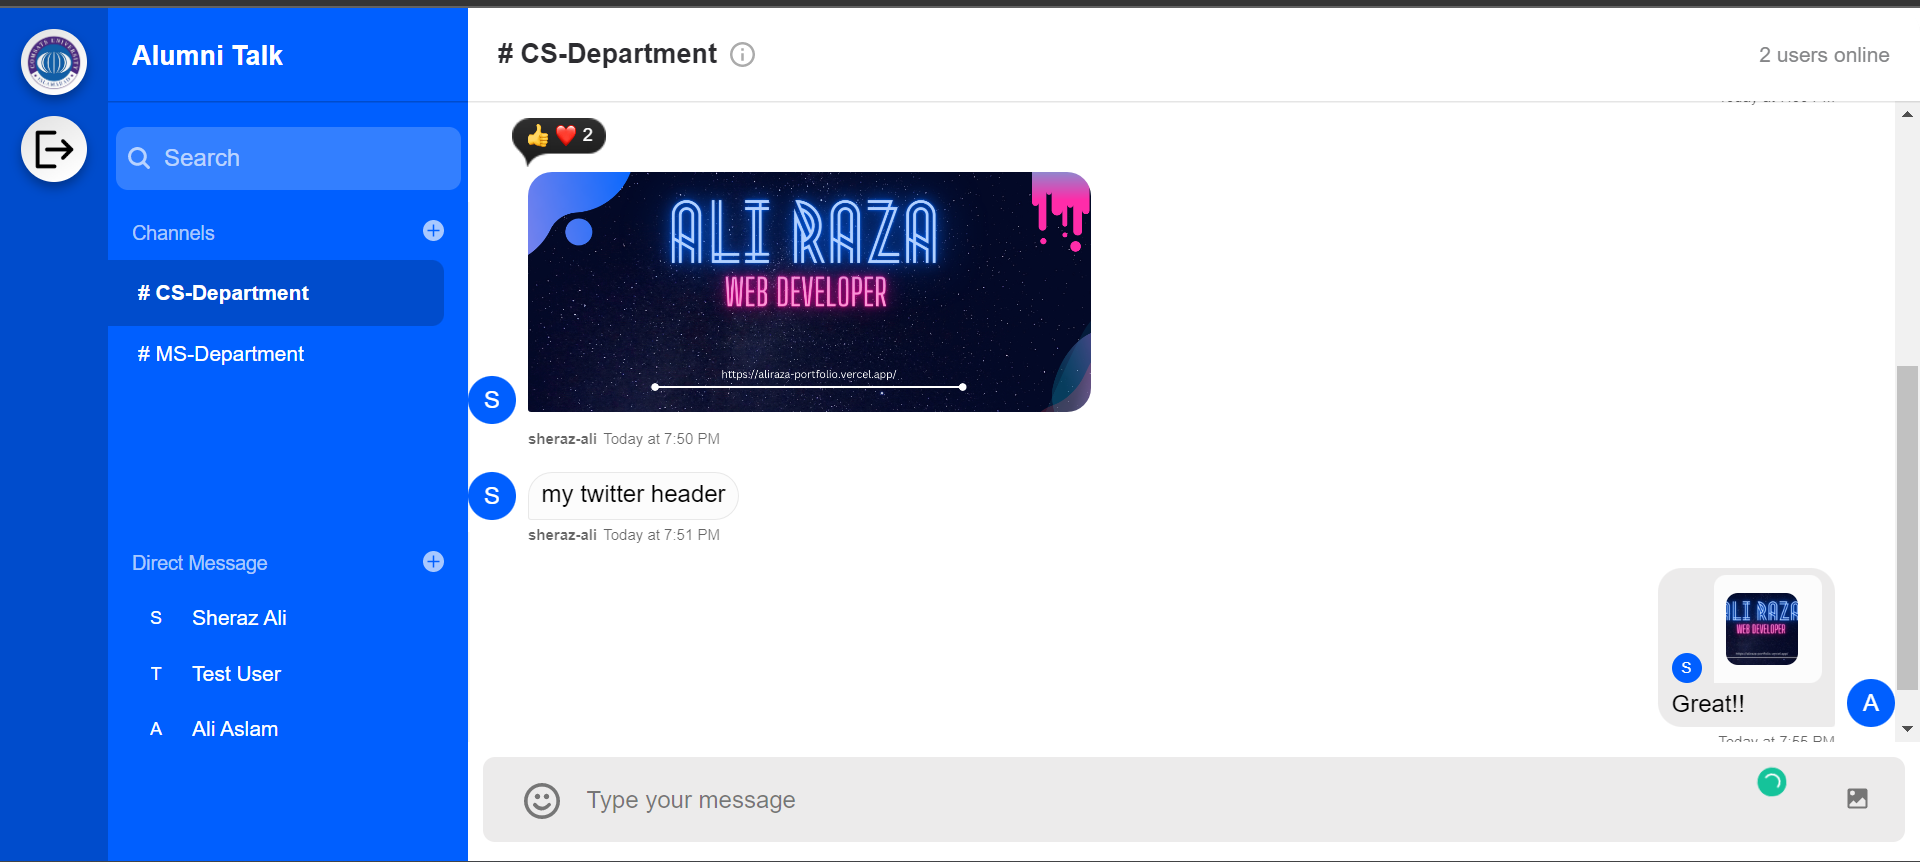 COMSATS UNIVERSITY
ISLAMABAD
Alumni Talk
Search
Channels
# CS-Department
# MS-Department
Direct Message
S Sheraz Ali
T Test User
A Ali Aslam
# CS-Department
2 users online
👍 ❤️ 2
ALI RAZA
WEB DEVELOPER
https://aliraza-portfolio.vercel.app/
S
sheraz-ali Today at 7:50 PM
S
my twitter header
sheraz-ali Today at 7:51 PM
ALI RAZA
WEB DEVELOPER
S
Great!!
A
Today at 7:55 PM
Type your message